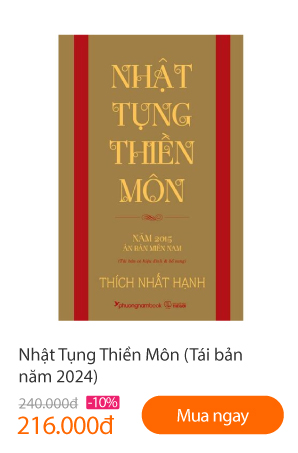 NHẬT
TỤNG
THIỀN
MÔN
NĂM 2015
ẤN BẢN MIỀN NAM
THÍCH NHẤT HẠNH
phuongnambook
Nhật Tụng Thiền Môn (Tái bản
năm 2024)
240.000đ -10%
216.000đ
Mua ngay